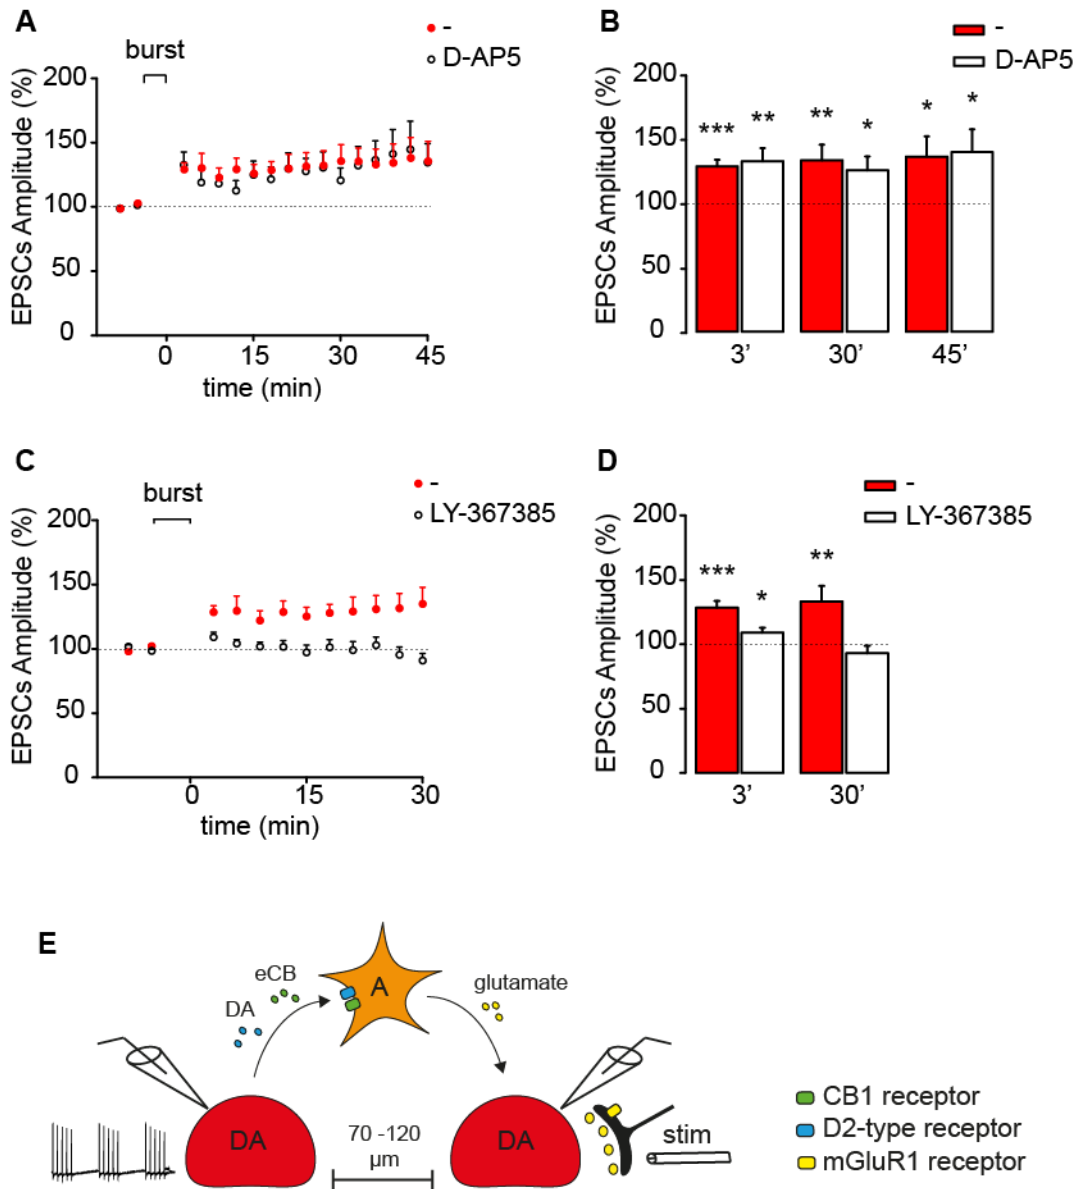 A
-
D-AP5
burst
EPSCs Amplitude (%)
200
150
100
50
0
0 15 30 45
time (min)
B
-
D-AP5
EPSCs Amplitude (%)
200
150
100
50
0
*** ** ** * * *
3’ 30’ 45’
C
-
LY-367385
burst
EPSCs Amplitude (%)
200
150
100
50
0
0 15 30
time (min)
D
-
LY-367385
EPSCs Amplitude (%)
200
150
100
50
0
*** * **
3’ 30’
E
eCB
DA
A
glutamate
DA
70 -120
µm
DA
stim
CB1 receptor
D2-type receptor
mGluR1 receptor